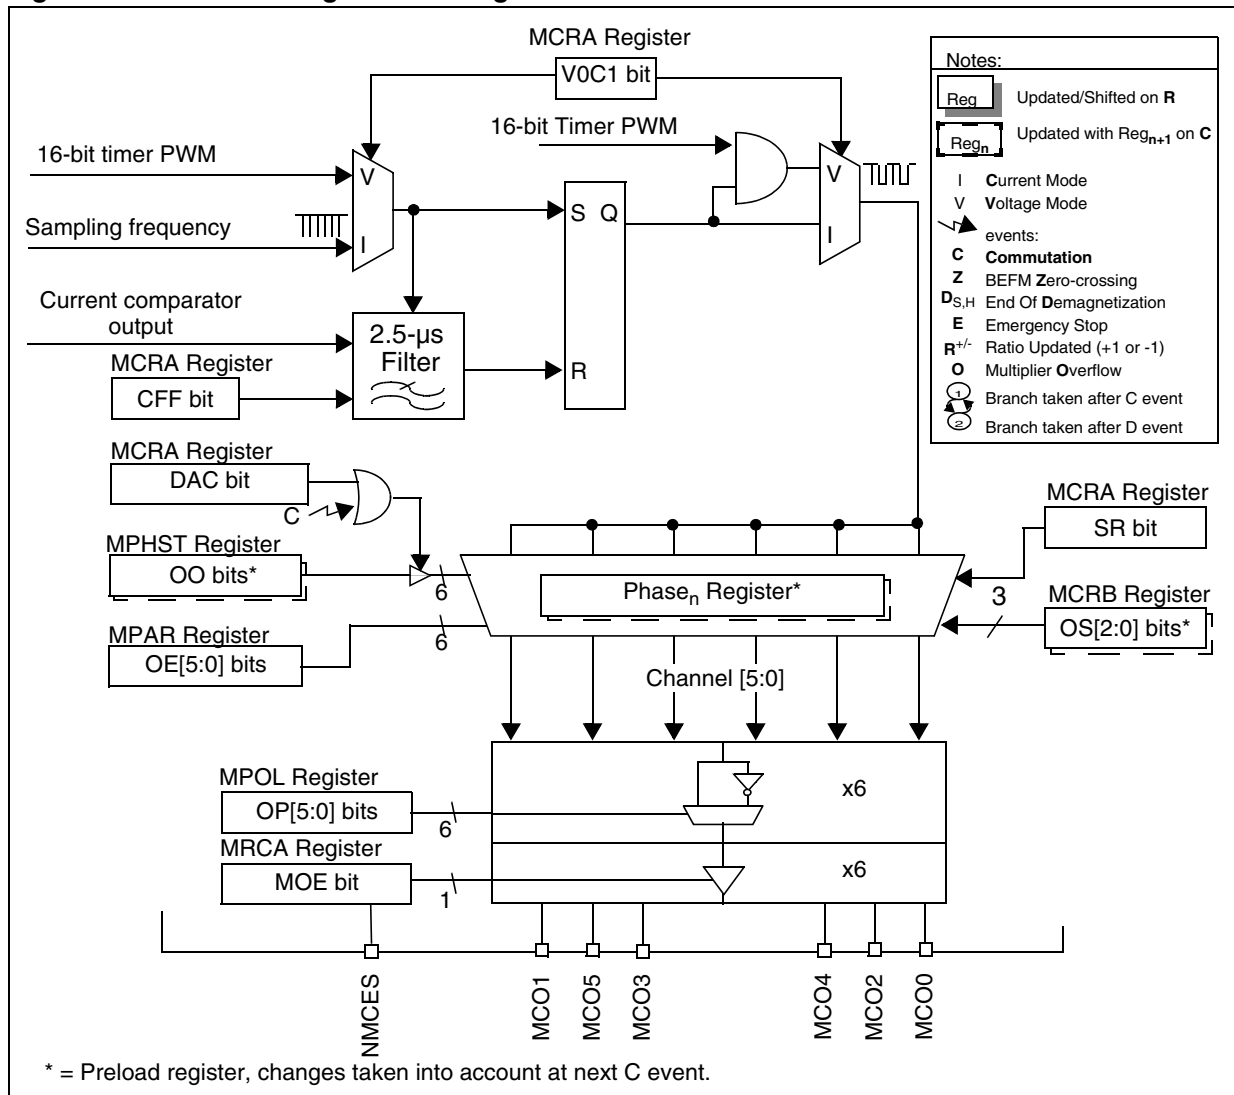 MCRA Register
V0C1 bit
16-bit Timer PWM
16-bit timer PWM
V
V
Sampling frequency
I
S Q
I
Current comparator
output
2.5-µs
Filter
R
MCRA Register
CFF bit
Notes:
Reg
Updated/Shifted on R
Regn
Updated with Regn+1 on C
I Current Mode
V Voltage Mode
events:
C Commutation
Z BEFM Zero-crossing
DS,H End Of Demagnetization
E Emergency Stop
R+/- Ratio Updated (+1 or -1)
O Multiplier Overflow
1
Branch taken after C event
2
Branch taken after D event
MCRA Register
DAC bit
C
MCRA Register
SR bit
MPHST Register
OO bits*
6
Phasen Register*
3
MCRB Register
OS[2:0] bits*
MPAR Register
OE[5:0] bits
6
Channel [5:0]
MPOL Register
OP[5:0] bits
6
x6
MRCA Register
MOE bit
1
x6
NMCES
MCO1
MCO5
MCO3
MCO4
MCO2
MCO0
* = Preload register, changes taken into account at next C event.